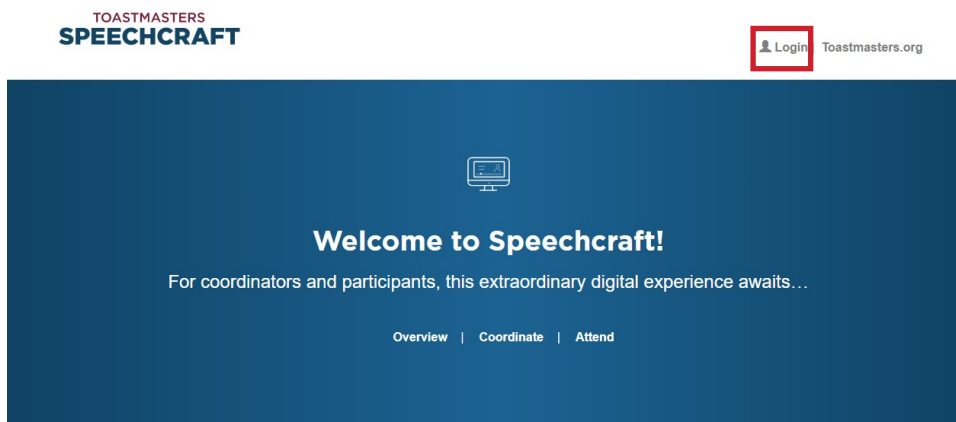 TOASTMASTERS
SPEECHCRAFT
Login
Toastmasters.org
Welcome to Speechcraft!
For coordinators and participants, this extraordinary digital experience awaits…
Overview | Coordinate | Attend